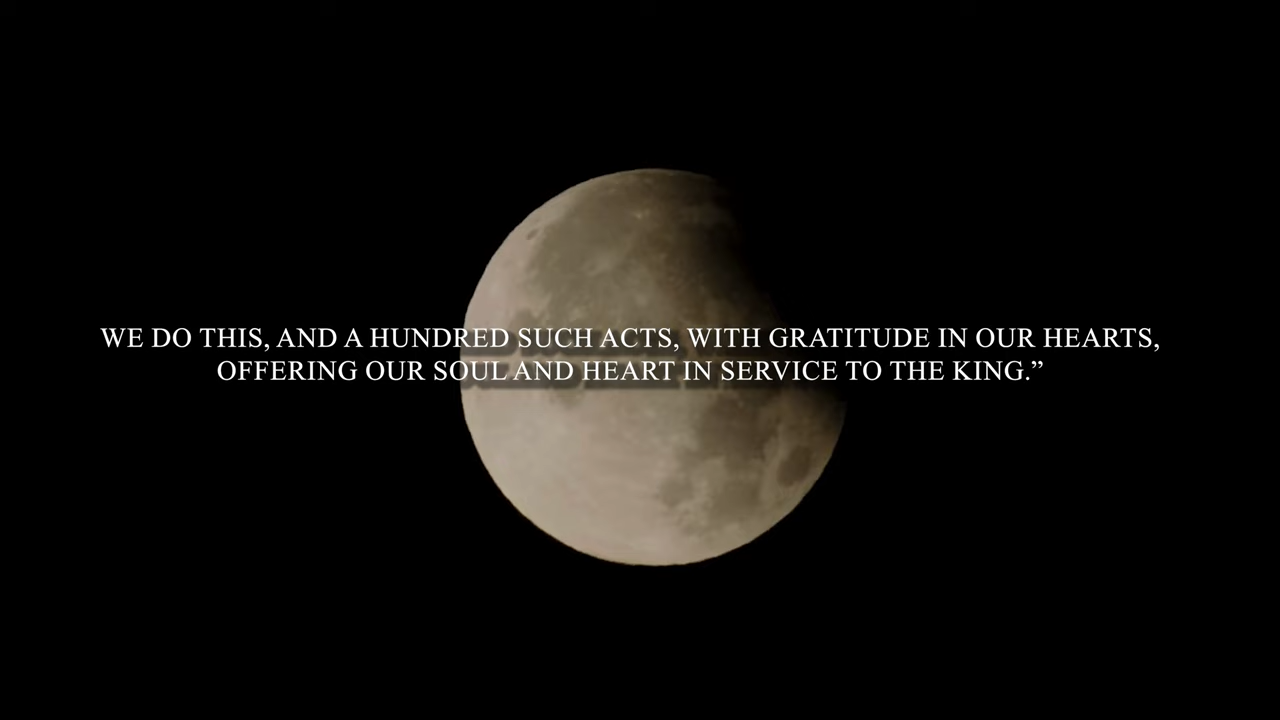 WE DO THIS, AND A HUNDRED SUCH ACTS, WITH GRATITUDE IN OUR HEARTS,
OFFERING OUR SOUL AND HEART IN SERVICE TO THE KING.”